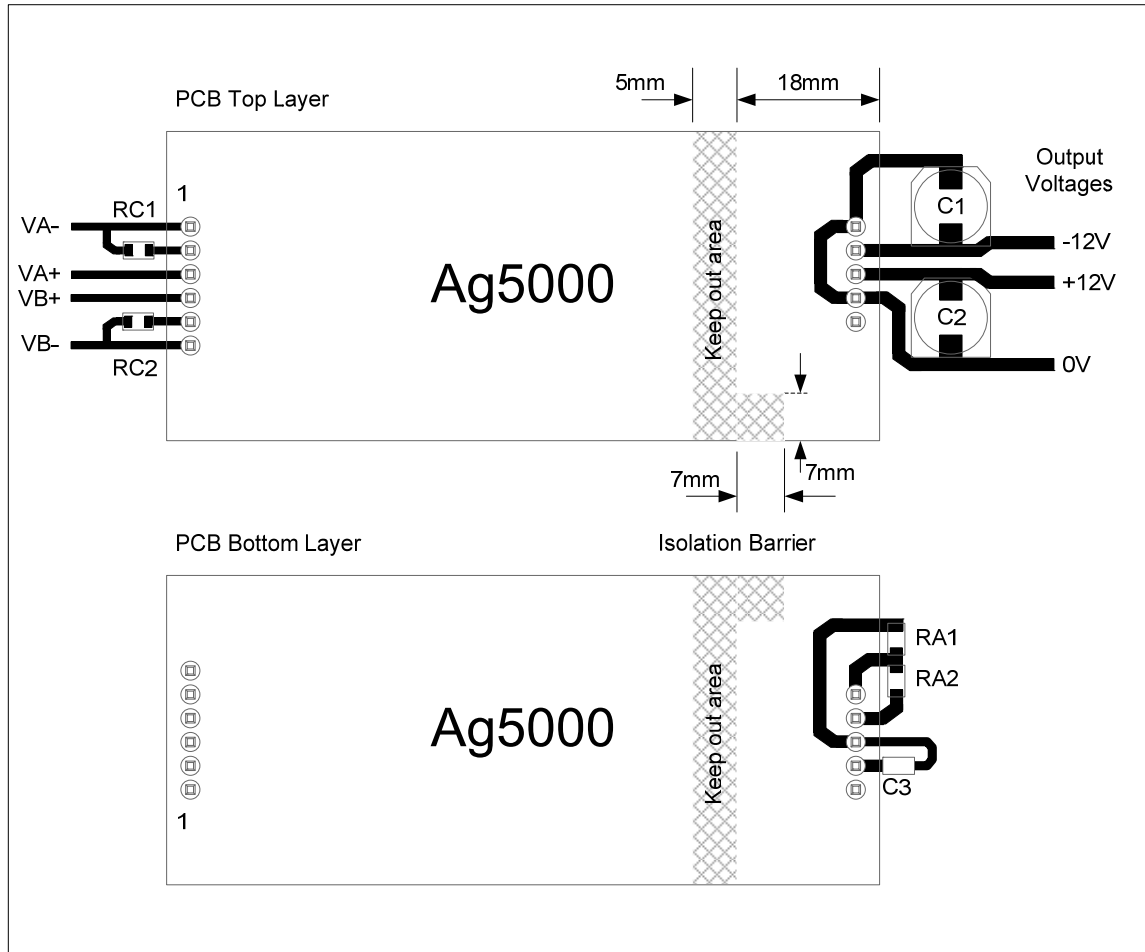 5mm
18mm
PCB Top Layer
Output
Voltages
1
RC1
VA-
VA+
VB+
VB-
RC2
Ag5000
Keep out area
C1
-12V
+12V
C2
0V
7mm
7mm
PCB Bottom Layer
Isolation Barrier
RA1
RA2
Ag5000
Keep out area
C3
1